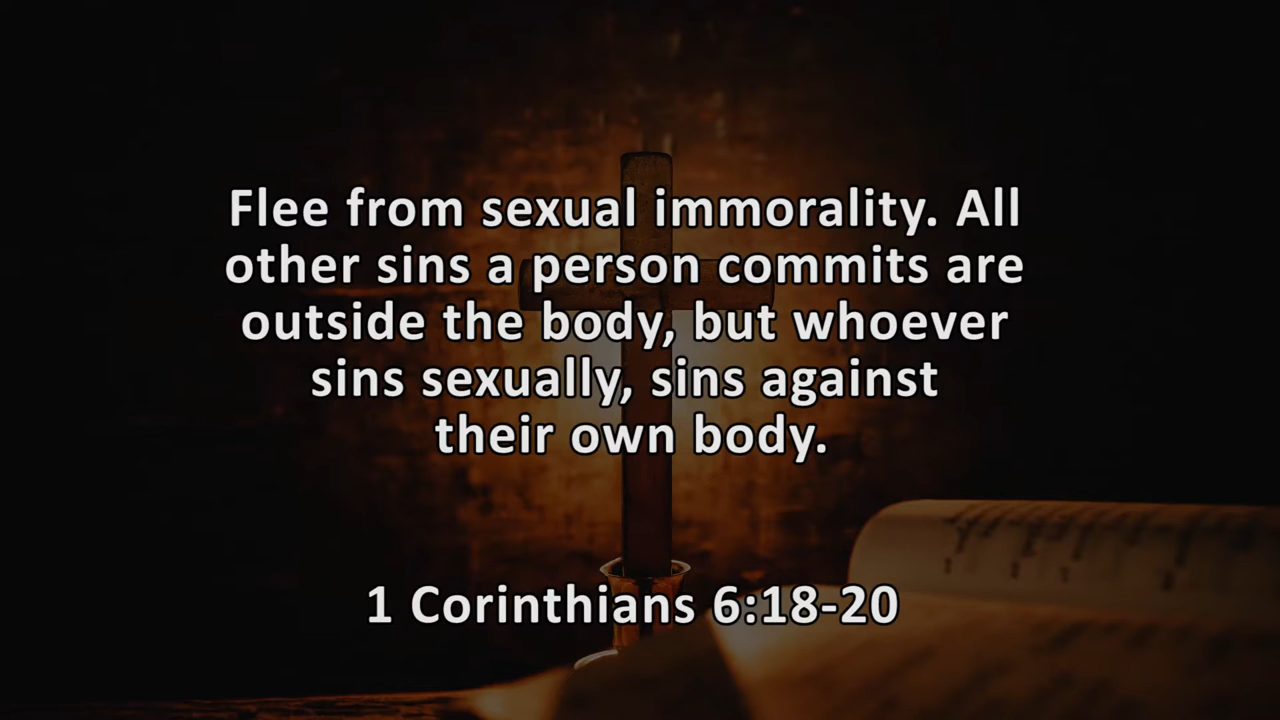 Flee from sexual immorality. All
other sins a person commits are
outside the body, but whoever
sins sexually, sins against
their own body.
1 Corinthians 6:18-20